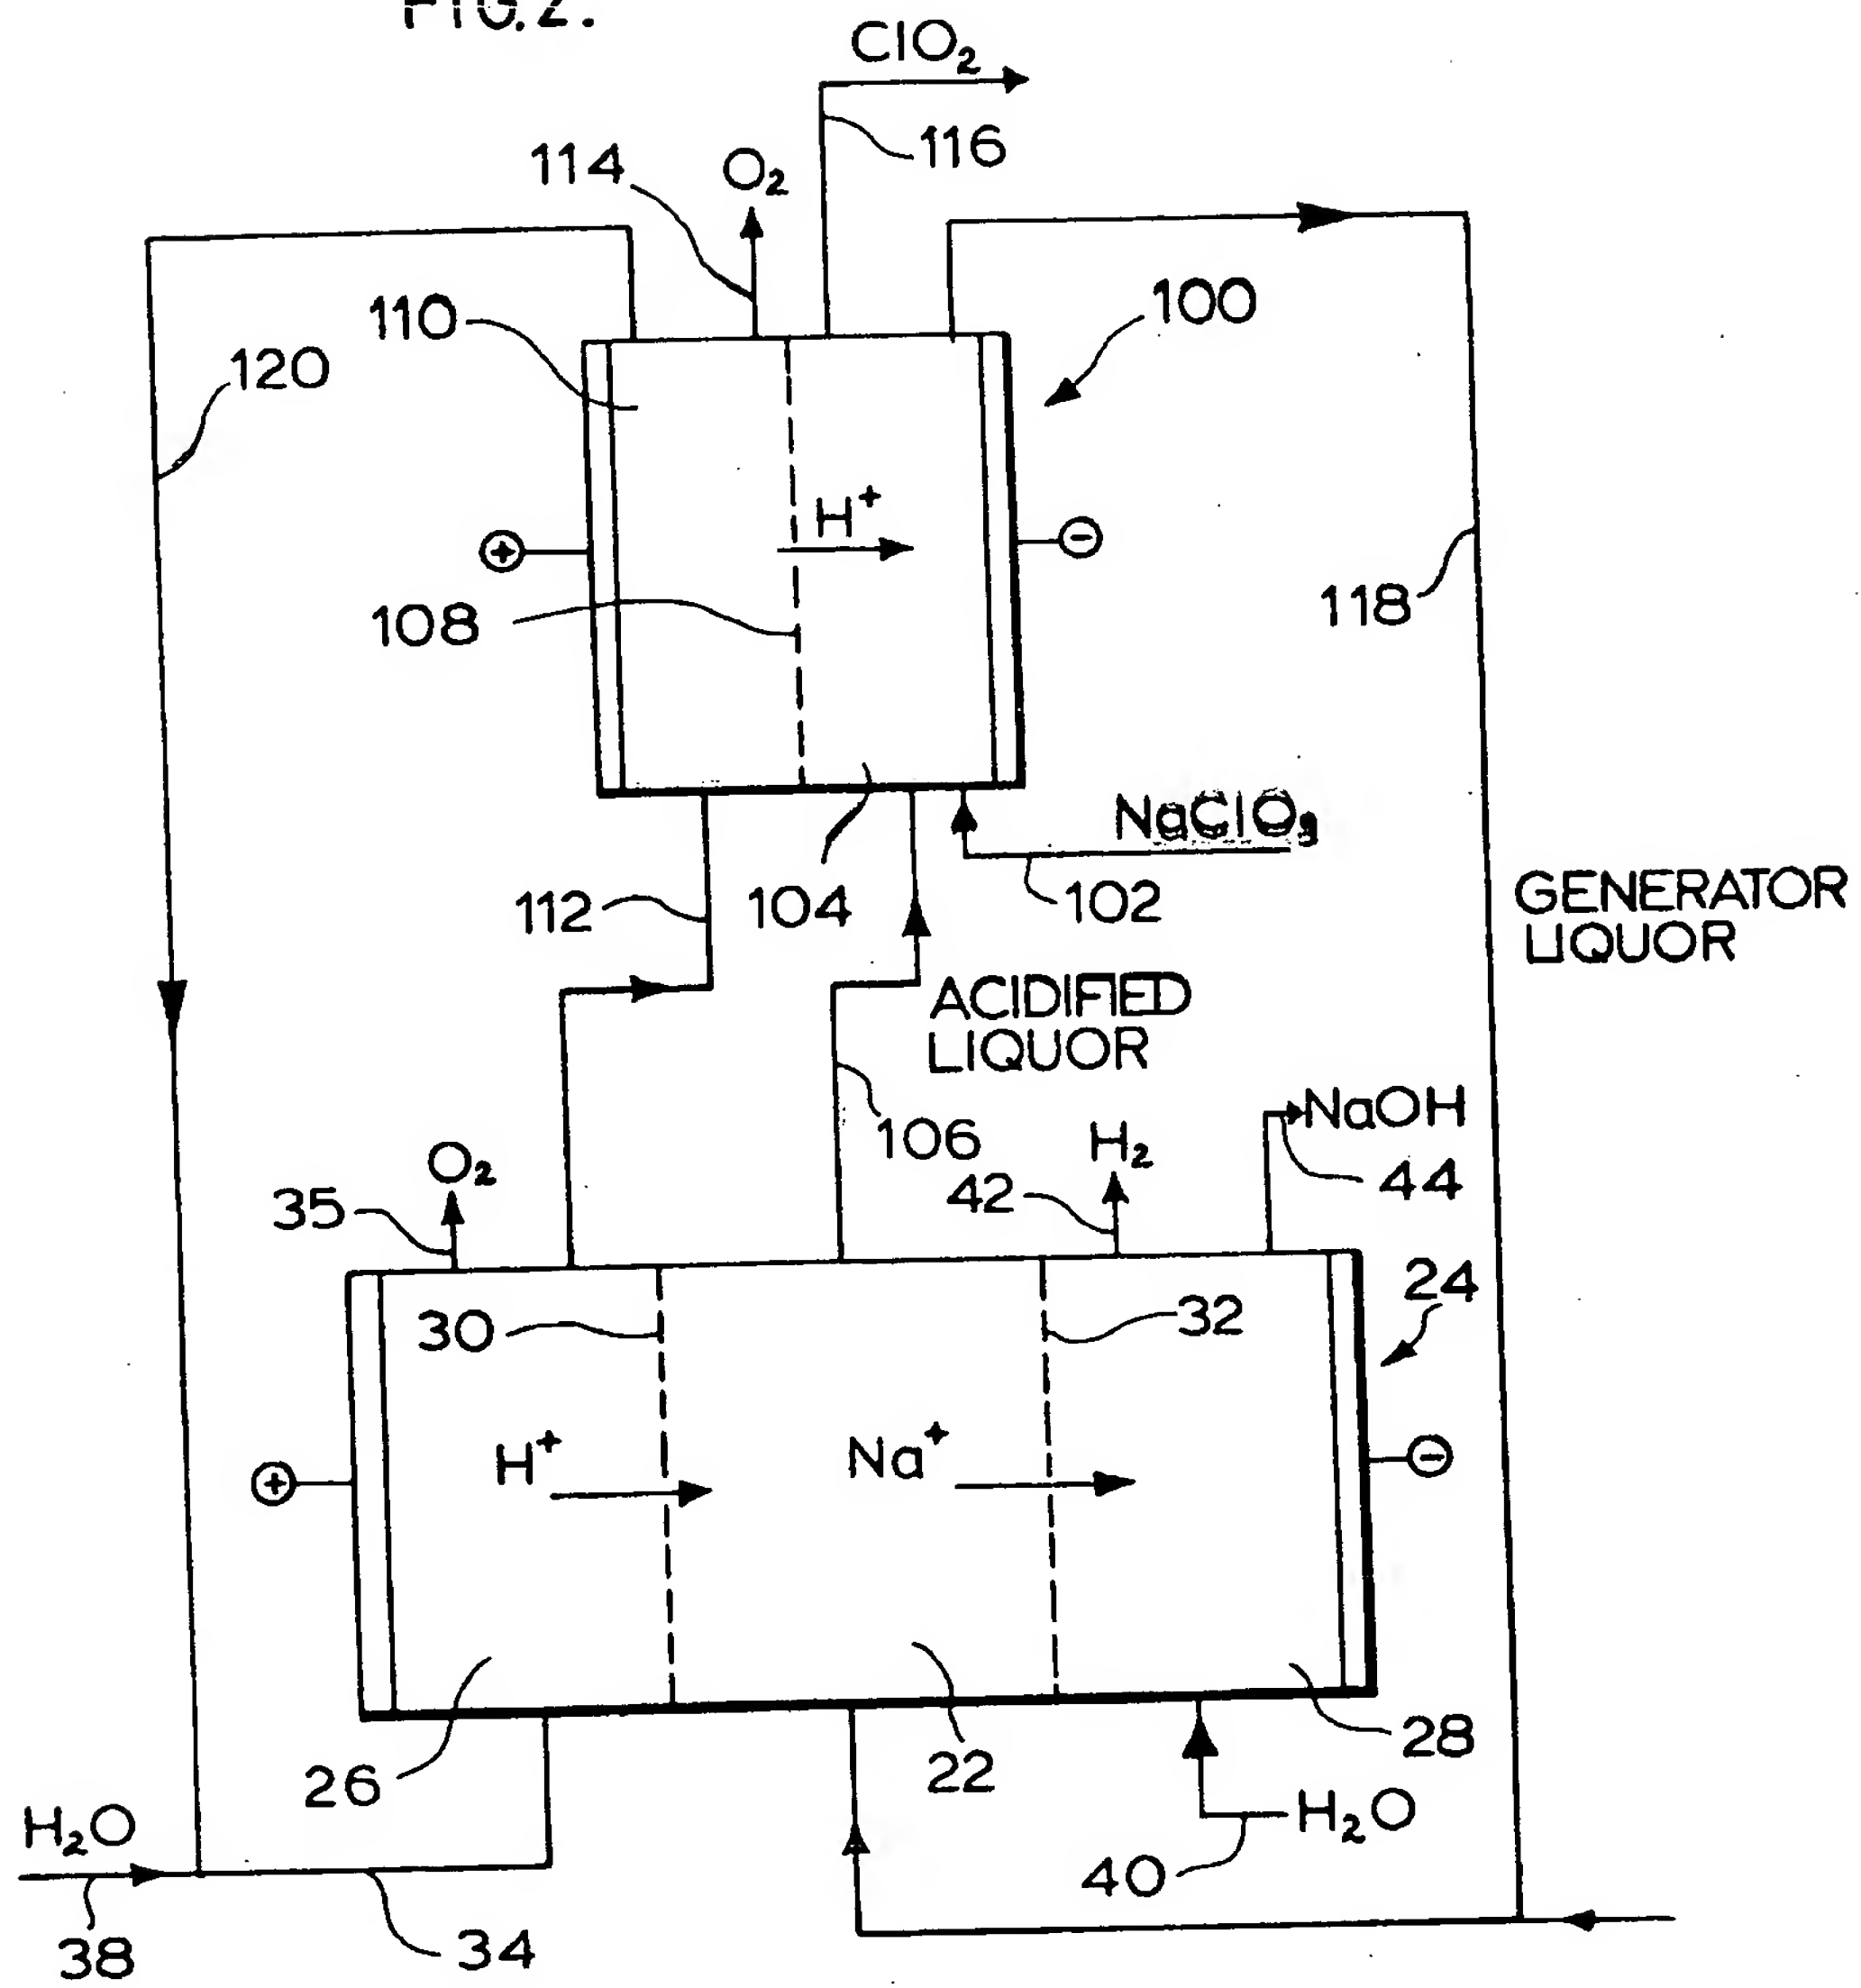 FIG. 2.
ClO₂
116
114
O₂
110
100
120
H⁺
+
−
108
118
NaClO₃
112
104
102
GENERATOR
LIQUOR
ACIDIFIED
LIQUOR
106
NaOH
O₂
H₂
44
35
42
24
30
32
H⁺
Na⁺
+
−
26
22
28
H₂O
H₂O
40
38
34